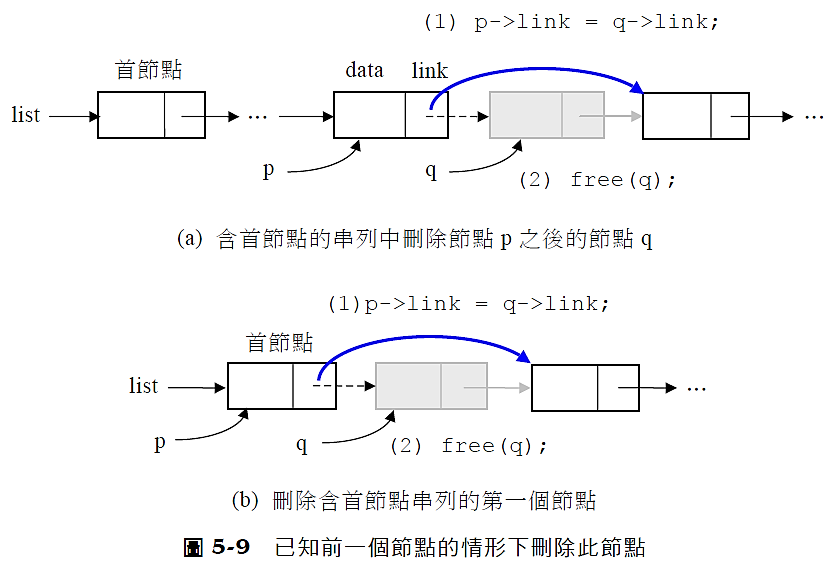 (1) p->link = q->link;
首節點
data
link
list
...
...
p
q
(2) free(q);
(a) 含首節點的串列中刪除節點 p 之後的節點 q
(1)p->link = q->link;
首節點
list
...
p
q
(2) free(q);
(b) 刪除含首節點串列的第一個節點
圖 5-9 已知前一個節點的情形下刪除此節點